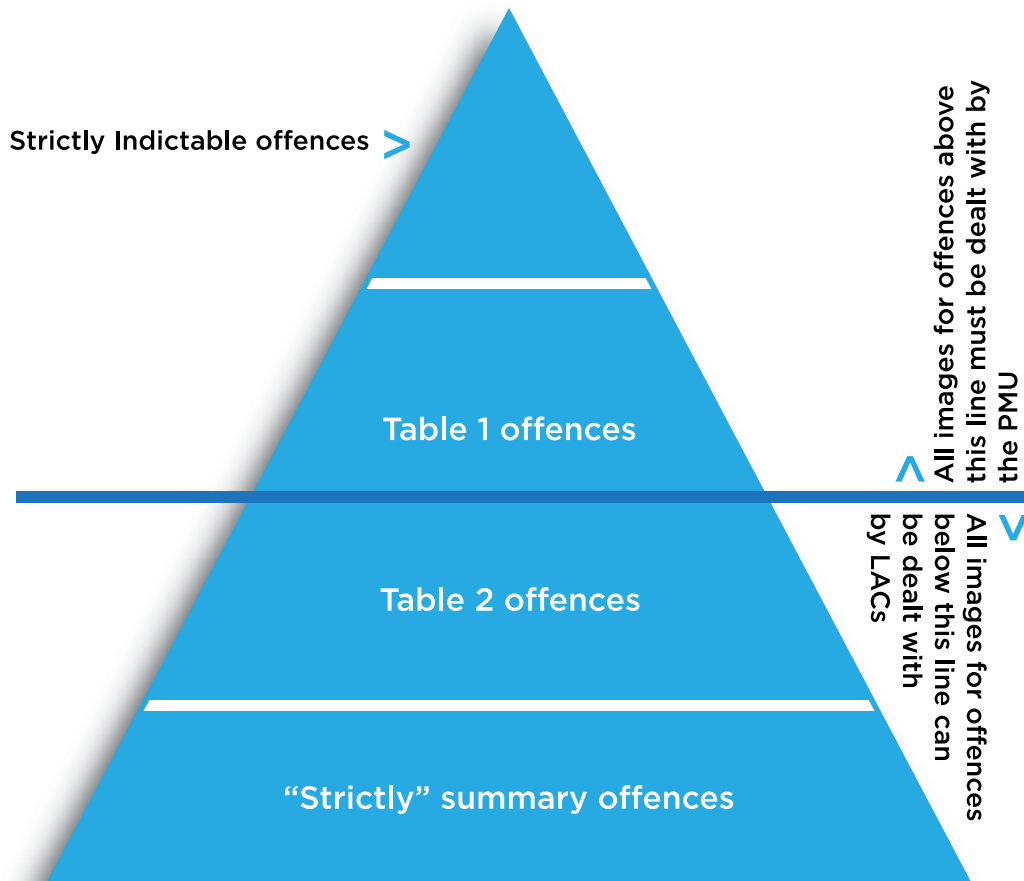 Strictly Indictable offences >
All images for offences above
this line must be dealt with by
the PMU
Table 1 offences
Table 2 offences
All images for offences
below this line can
be dealt with
by LACs
“Strictly” summary offences